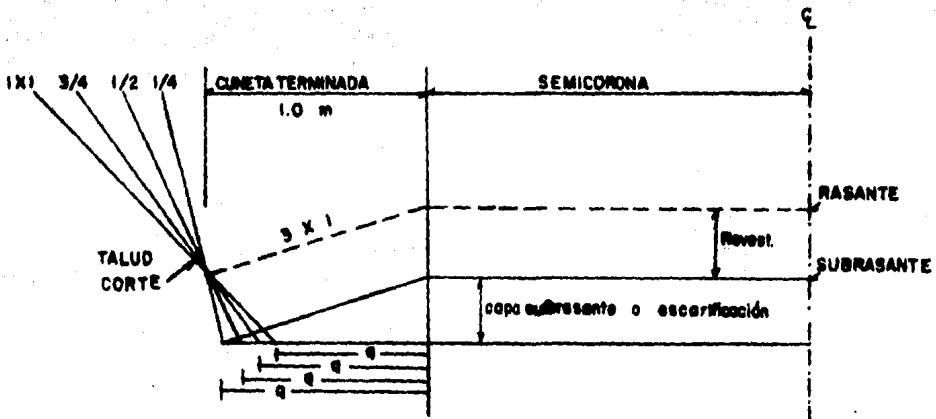 ℄
1X1 3/4 1/2 1/4
CUNETA TERMINADA
1.0 m
SEMICORONA
3 X 1
RASANTE
Revest.
SUBRASANTE
TALUD
CORTE
capa subrasante o escarificación
q
q
q
q